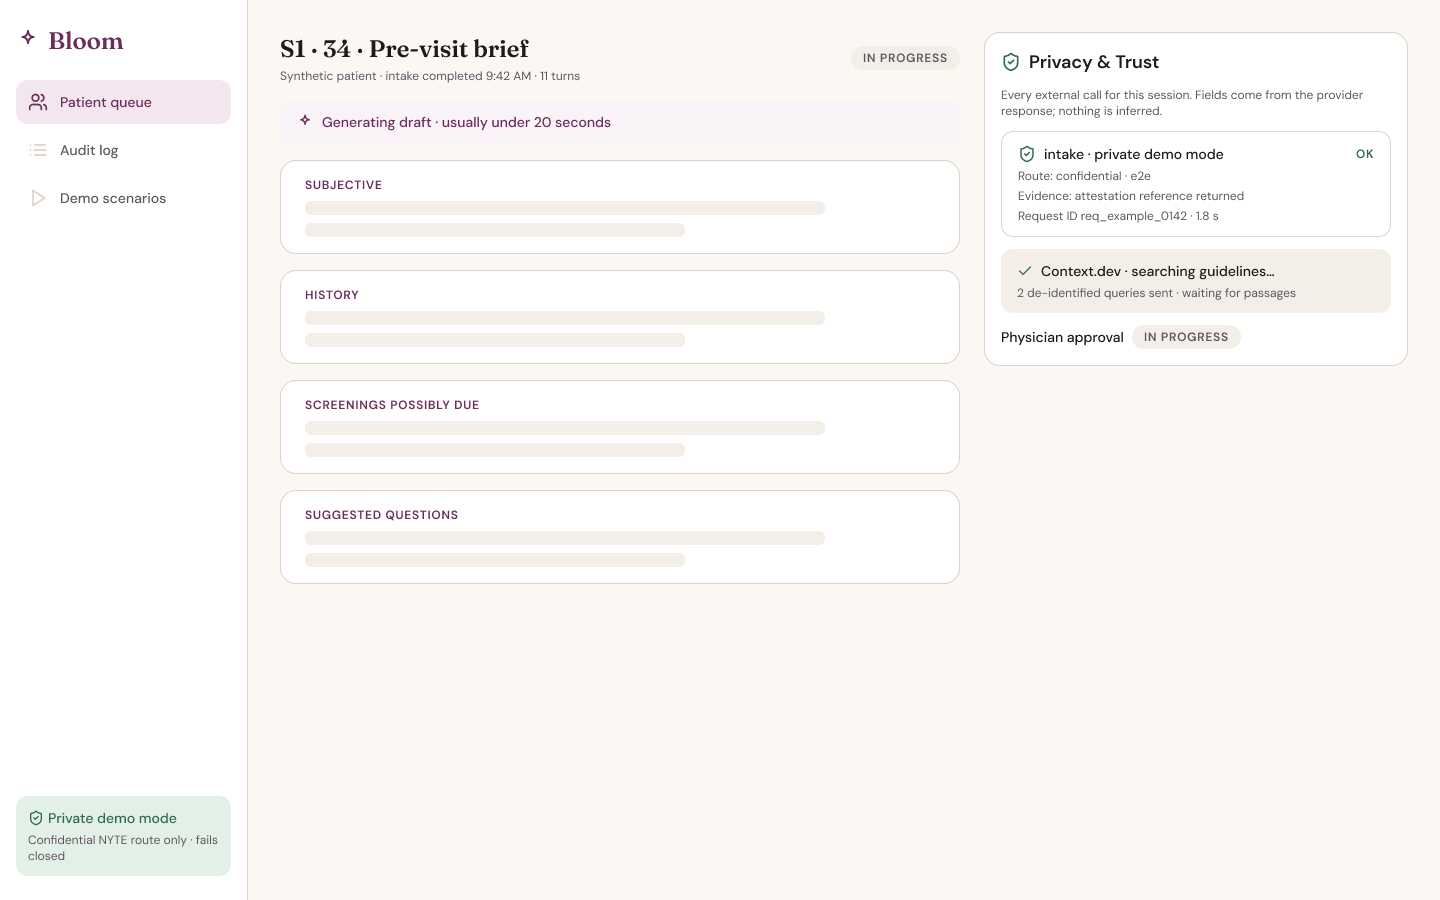 Bloom
Patient queue
Audit log
Demo scenarios
Private demo mode
Confidential NYTE route only · fails
closed
S1 · 34 · Pre-visit brief
Synthetic patient · intake completed 9:42 AM · 11 turns
IN PROGRESS
Generating draft · usually under 20 seconds
SUBJECTIVE
HISTORY
SCREENINGS POSSIBLY DUE
SUGGESTED QUESTIONS
Privacy & Trust
Every external call for this session. Fields come from the provider
response; nothing is inferred.
intake · private demo mode
OK
Route: confidential · e2e
Evidence: attestation reference returned
Request ID req_example_0142 · 1.8 s
Context.dev · searching guidelines…
2 de-identified queries sent · waiting for passages
Physician approval
IN PROGRESS